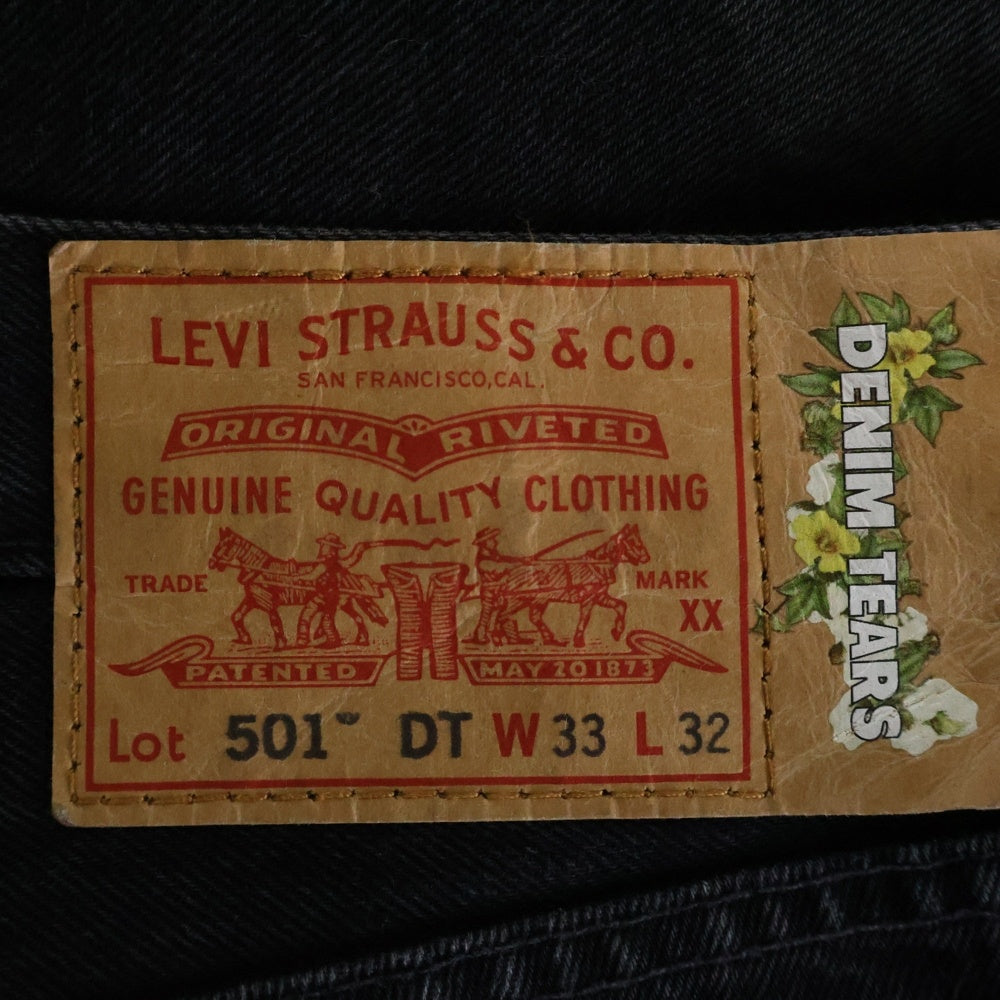 LEVI STRAUSS & CO.
SAN FRANCISCO, CAL.
ORIGINAL RIVETED
GENUINE QUALITY CLOTHING
TRADE MARK
XX
PATENTED MAY 20 1873
Lot 501 DT W 33 L 32
DENIM TEARS